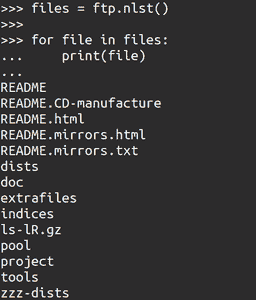 >>> files = ftp.nlst()
>>>
>>> for file in files:
...     print(file)
...
README
README.CD-manufacture
README.html
README.mirrors.html
README.mirrors.txt
dists
doc
extrafiles
indices
ls-lR.gz
pool
project
tools
zzz-dists